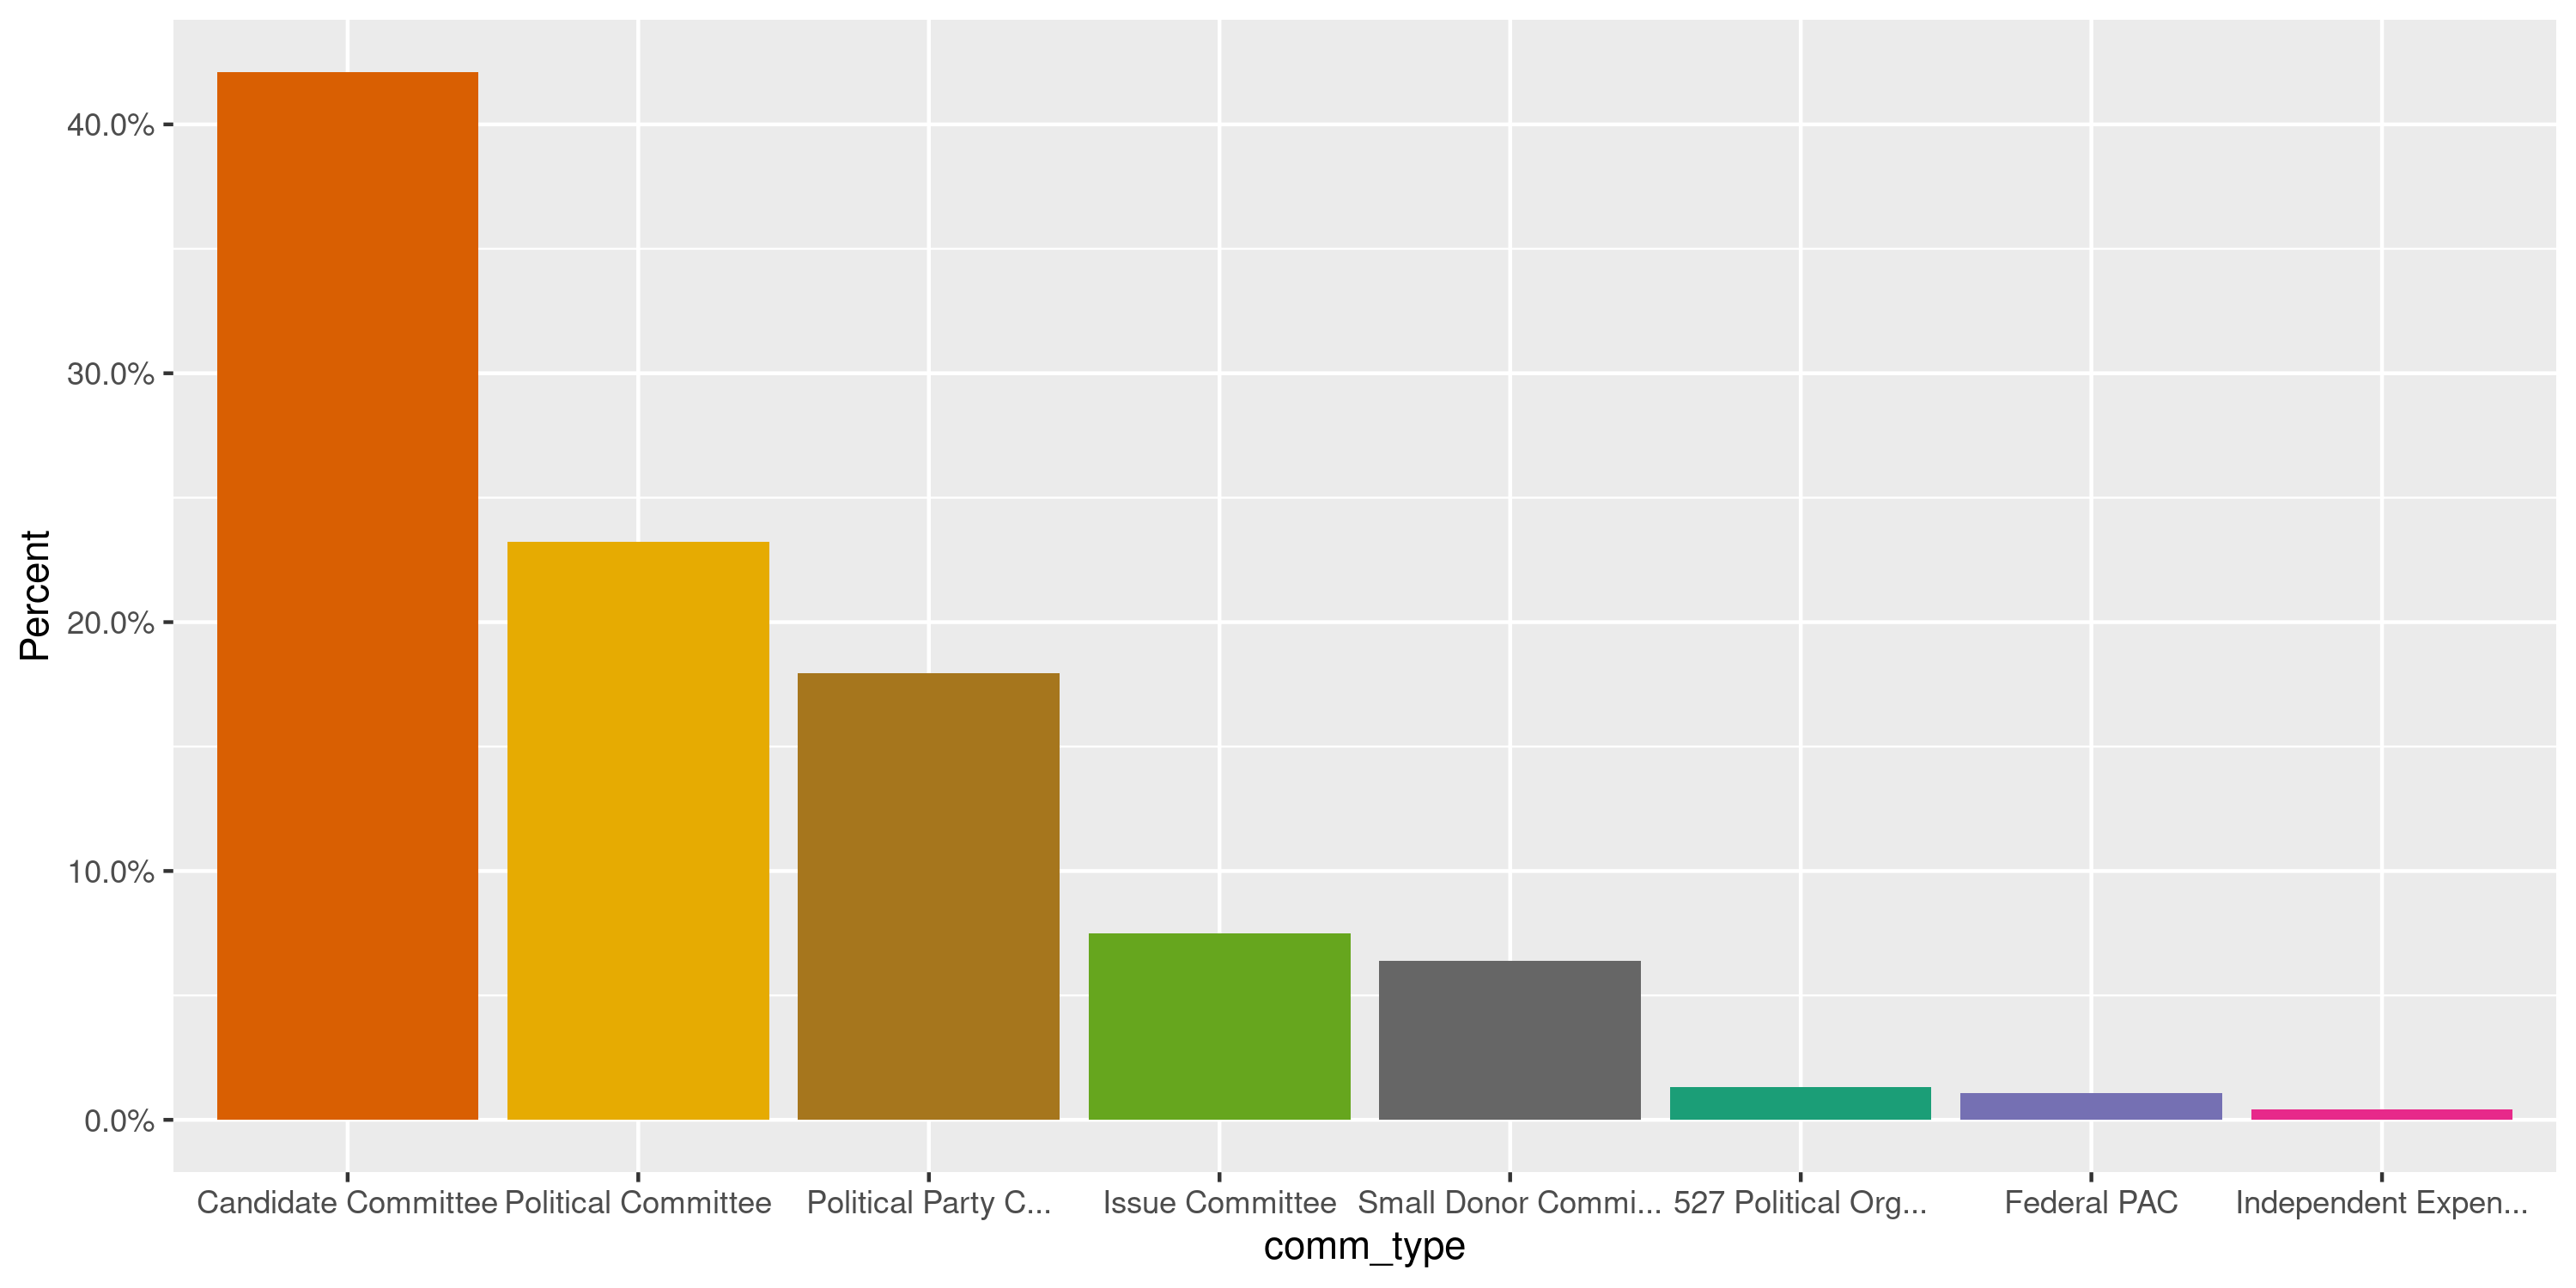 Percent
40.0%
30.0%
20.0%
10.0%
0.0%
Candidate Committee Political Committee Political Party C... Issue Committee Small Donor Commi... 527 Political Org... Federal PAC Independent Expen...
comm_type